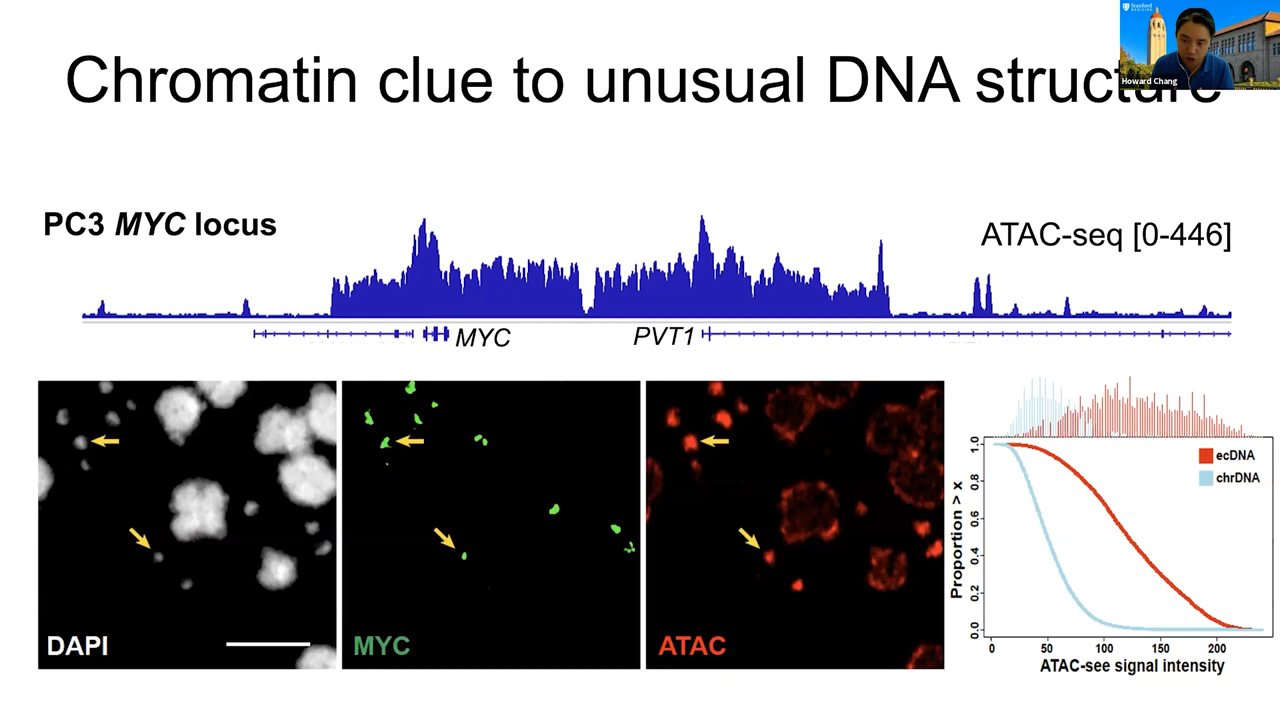 Stanford
MEDICINE
Howard Chang
Chromatin clue to unusual DNA structure
PC3 MYC locus
ATAC-seq [0-446]
MYC
PVT1
DAPI
MYC
ATAC
ecDNA
chrDNA
Proportion > x
1.0
0.8
0.6
0.4
0.2
0.0
0
50
100
150
200
ATAC-see signal intensity